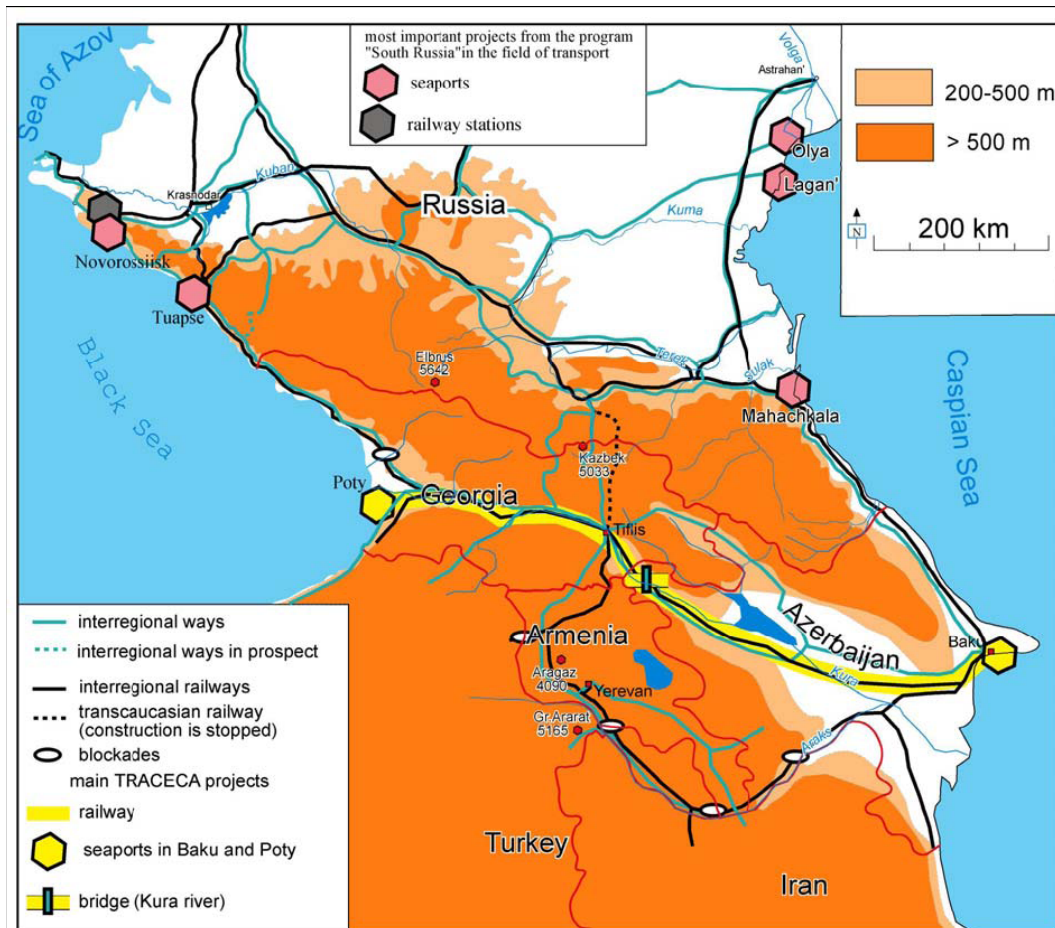 most important projects from the program
"South Russia"in the field of transport
seaports
railway stations
200-500 m
> 500 m
N
200 km
Sea of Azov
Volga
Astrahan'
Olya
Lagan'
Krasnodar
Kuban
Russia
Kuma
Novorossiisk
Tuapse
Black Sea
Elbrus
5642
Terek
Sulak
Mahachkala
Caspian Sea
Kazbek
5033
Poty
Georgia
Tiflis
Armenia
Aragaz
4090
Yerevan
Gr.Ararat
5165
Azerbaijan
Baku
Kura
Araks
Turkey
Iran
interregional ways
interregional ways in prospect
interregional railways
transcaucasian railway
(construction is stopped)
blockades
main TRACECA projects
railway
seaports in Baku and Poty
bridge (Kura river)